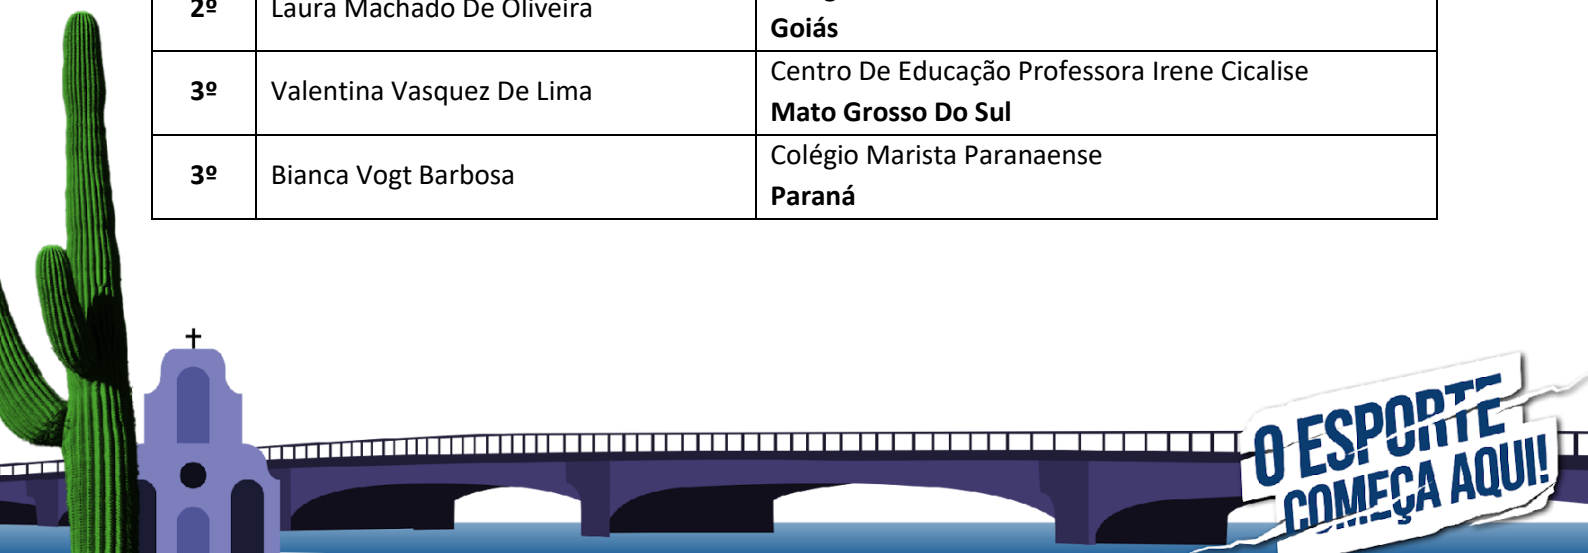 2º Laura Machado De Oliveira
Goiás
3º Valentina Vasquez De Lima Centro De Educação Professora Irene Cicalise
Mato Grosso Do Sul
3º Bianca Vogt Barbosa Colégio Marista Paranaense
Paraná
O ESPORTE
COMEÇA AQUI!